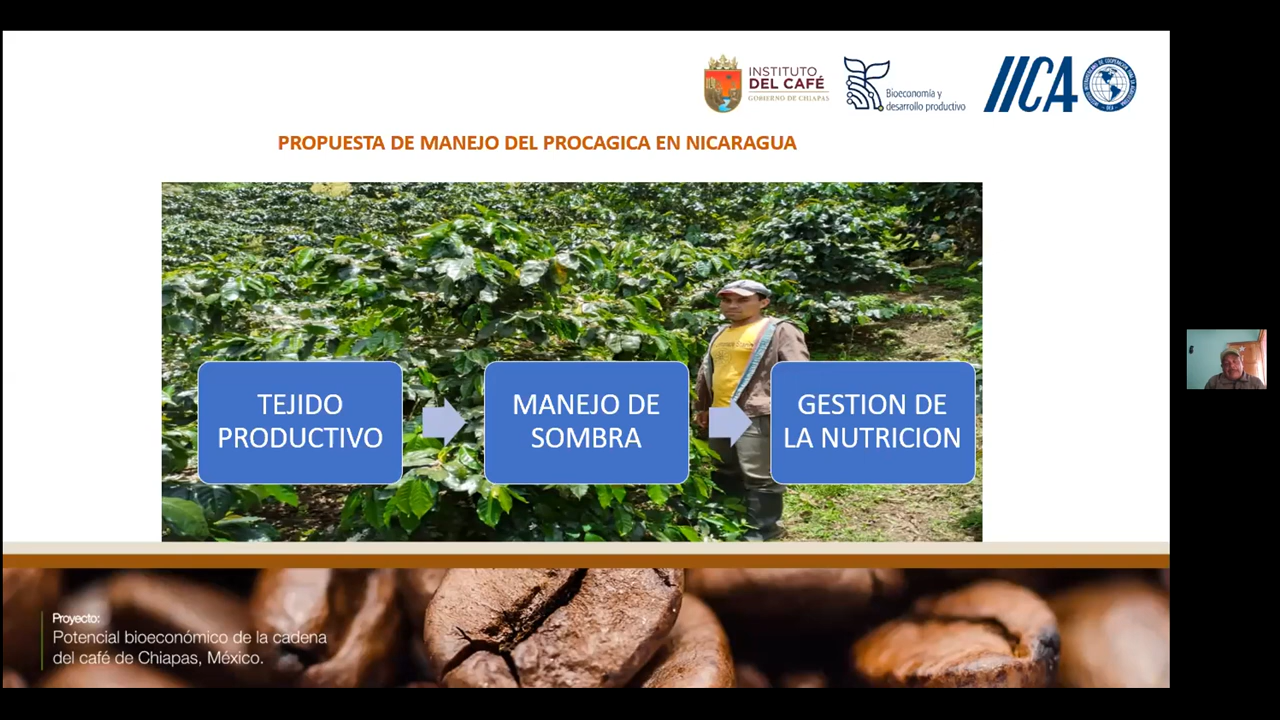 INSTITUTO
DEL CAFÉ
GOBIERNO DE CHIAPAS
Bioeconomía y
desarrollo productivo
IICA
PROPUESTA DE MANEJO DEL PROCAGICA EN NICARAGUA
TEJIDO
PRODUCTIVO
MANEJO DE
SOMBRA
GESTION DE
LA NUTRICION
Proyecto:
Potencial bioeconómico de la cadena
del café de Chiapas, México.